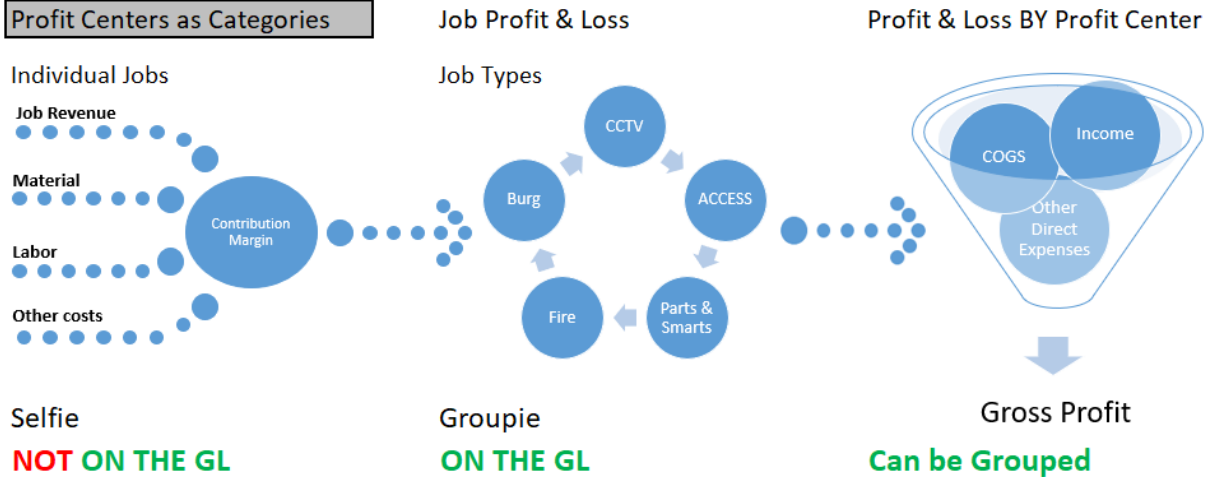 Profit Centers as Categories
Job Profit & Loss
Profit & Loss BY Profit Center
Individual Jobs
Job Revenue
Material
Labor
Other costs
Contribution
Margin
Job Types
CCTV
ACCESS
Parts &
Smarts
Fire
Burg
COGS
Income
Other
Direct
Expenses
Gross Profit
Selfie
NOT ON THE GL
Groupie
ON THE GL
Can be Grouped